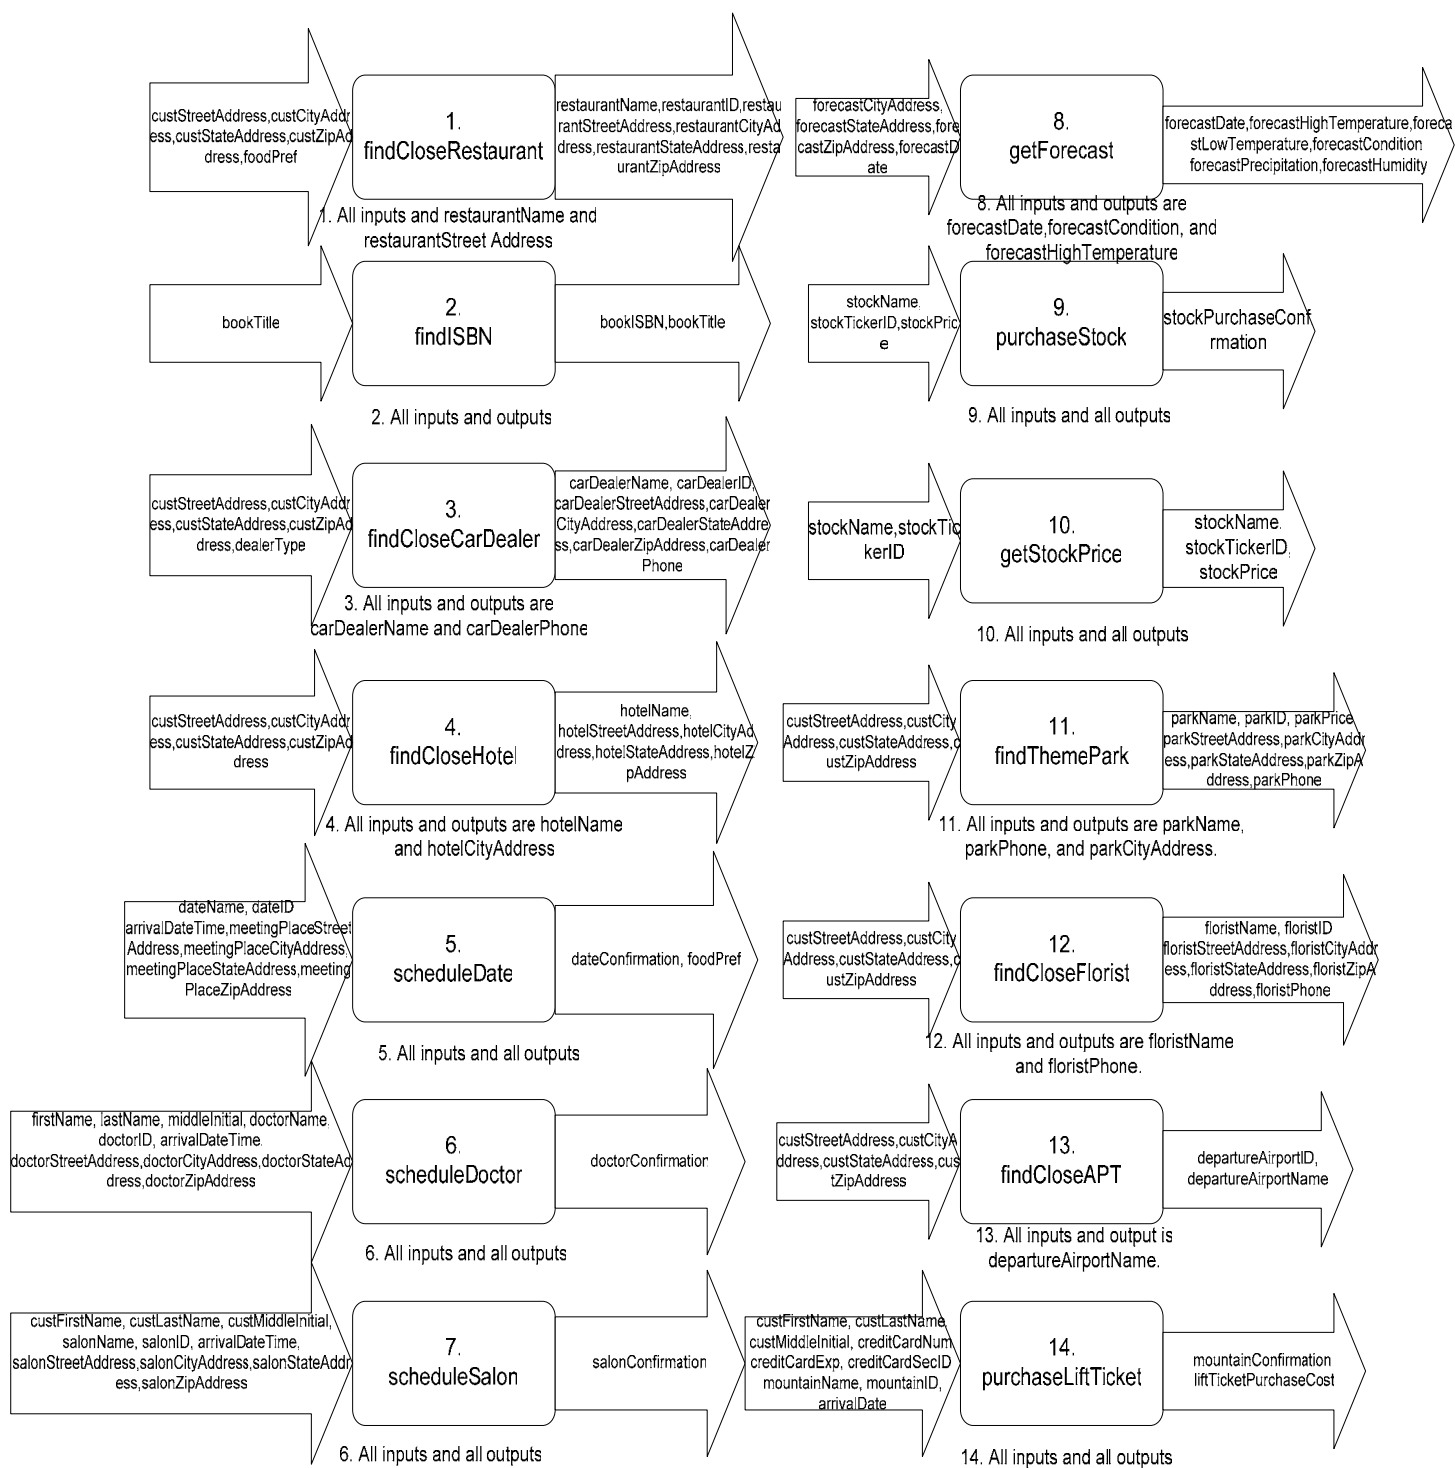 custStreetAddress,custCityAddr
ess,custStateAddress,custZipAd
dress,foodPref
1.
findCloseRestaurant
restaurantName,restaurantID,restau
rantStreetAddress,restaurantCityAd
dress,restaurantStateAddress,resta
urantZipAddress
1. All inputs and restaurantName and
restaurantStreet Address
bookTitle
2.
findISBN
bookISBN,bookTitle
2. All inputs and outputs
custStreetAddress,custCityAddr
ess,custStateAddress,custZipAd
dress,dealerType
3.
findCloseCarDealer
carDealerName, carDealerID,
carDealerStreetAddress,carDealer
CityAddress,carDealerStateAddre
ss,carDealerZipAddress,carDealer
Phone
3. All inputs and outputs are
carDealerName and carDealerPhone
custStreetAddress,custCityAddr
ess,custStateAddress,custZipAd
dress
4.
findCloseHotel
hotelName,
hotelStreetAddress,hotelCityAd
dress,hotelStateAddress,hotelZi
pAddress
4. All inputs and outputs are hotelName
and hotelCityAddress
dateName, dateID
arrivalDateTime,meetingPlaceStreet
Address,meetingPlaceCityAddress,
meetingPlaceStateAddress,meeting
PlaceZipAddress
5.
scheduleDate
dateConfirmation, foodPref
5. All inputs and all outputs
firstName, lastName, middleInitial, doctorName,
doctorID, arrivalDateTime,
doctorStreetAddress,doctorCityAddress,doctorStateAd
dress,doctorZipAddress
6.
scheduleDoctor
doctorConfirmation
6. All inputs and all outputs
custFirstName, custLastName, custMiddleInitial,
salonName, salonID, arrivalDateTime,
salonStreetAddress,salonCityAddress,salonStateAddr
ess,salonZipAddress
7.
scheduleSalon
salonConfirmation
6. All inputs and all outputs
forecastCityAddress,
forecastStateAddress,fore
castZipAddress,forecastD
ate
8.
getForecast
forecastDate,forecastHighTemperature,foreca
stLowTemperature,forecastCondition
forecastPrecipitation,forecastHumidity
8. All inputs and outputs are
forecastDate,forecastCondition, and
forecastHighTemperature
stockName,
stockTickerID,stockPric
e
9.
purchaseStock
stockPurchaseConfi
rmation
9. All inputs and all outputs
stockName,stockTic
kerID
10.
getStockPrice
stockName,
stockTickerID,
stockPrice
10. All inputs and all outputs
custStreetAddress,custCity
Address,custStateAddress,c
ustZipAddress
11.
findThemePark
parkName, parkID, parkPrice
parkStreetAddress,parkCityAddr
ess,parkStateAddress,parkZipA
ddress,parkPhone
11. All inputs and outputs are parkName,
parkPhone, and parkCityAddress.
custStreetAddress,custCity
Address,custStateAddress,c
ustZipAddress
12.
findCloseFlorist
floristName, floristID
floristStreetAddress,floristCityAddr
ess,floristStateAddress,floristZipA
ddress,floristPhone
12. All inputs and outputs are floristName
and floristPhone.
custStreetAddress,custCityA
ddress,custStateAddress,cus
tZipAddress
13.
findCloseAPT
departureAirportID,
departureAirportName
13. All inputs and output is
departureAirportName.
custFirstName, custLastName,
custMiddleInitial, creditCardNum
creditCardExp, creditCardSecID
mountainName, mountainID,
arrivalDate
14.
purchaseLiftTicket
mountainConfirmation
liftTicketPurchaseCost
14. All inputs and all outputs